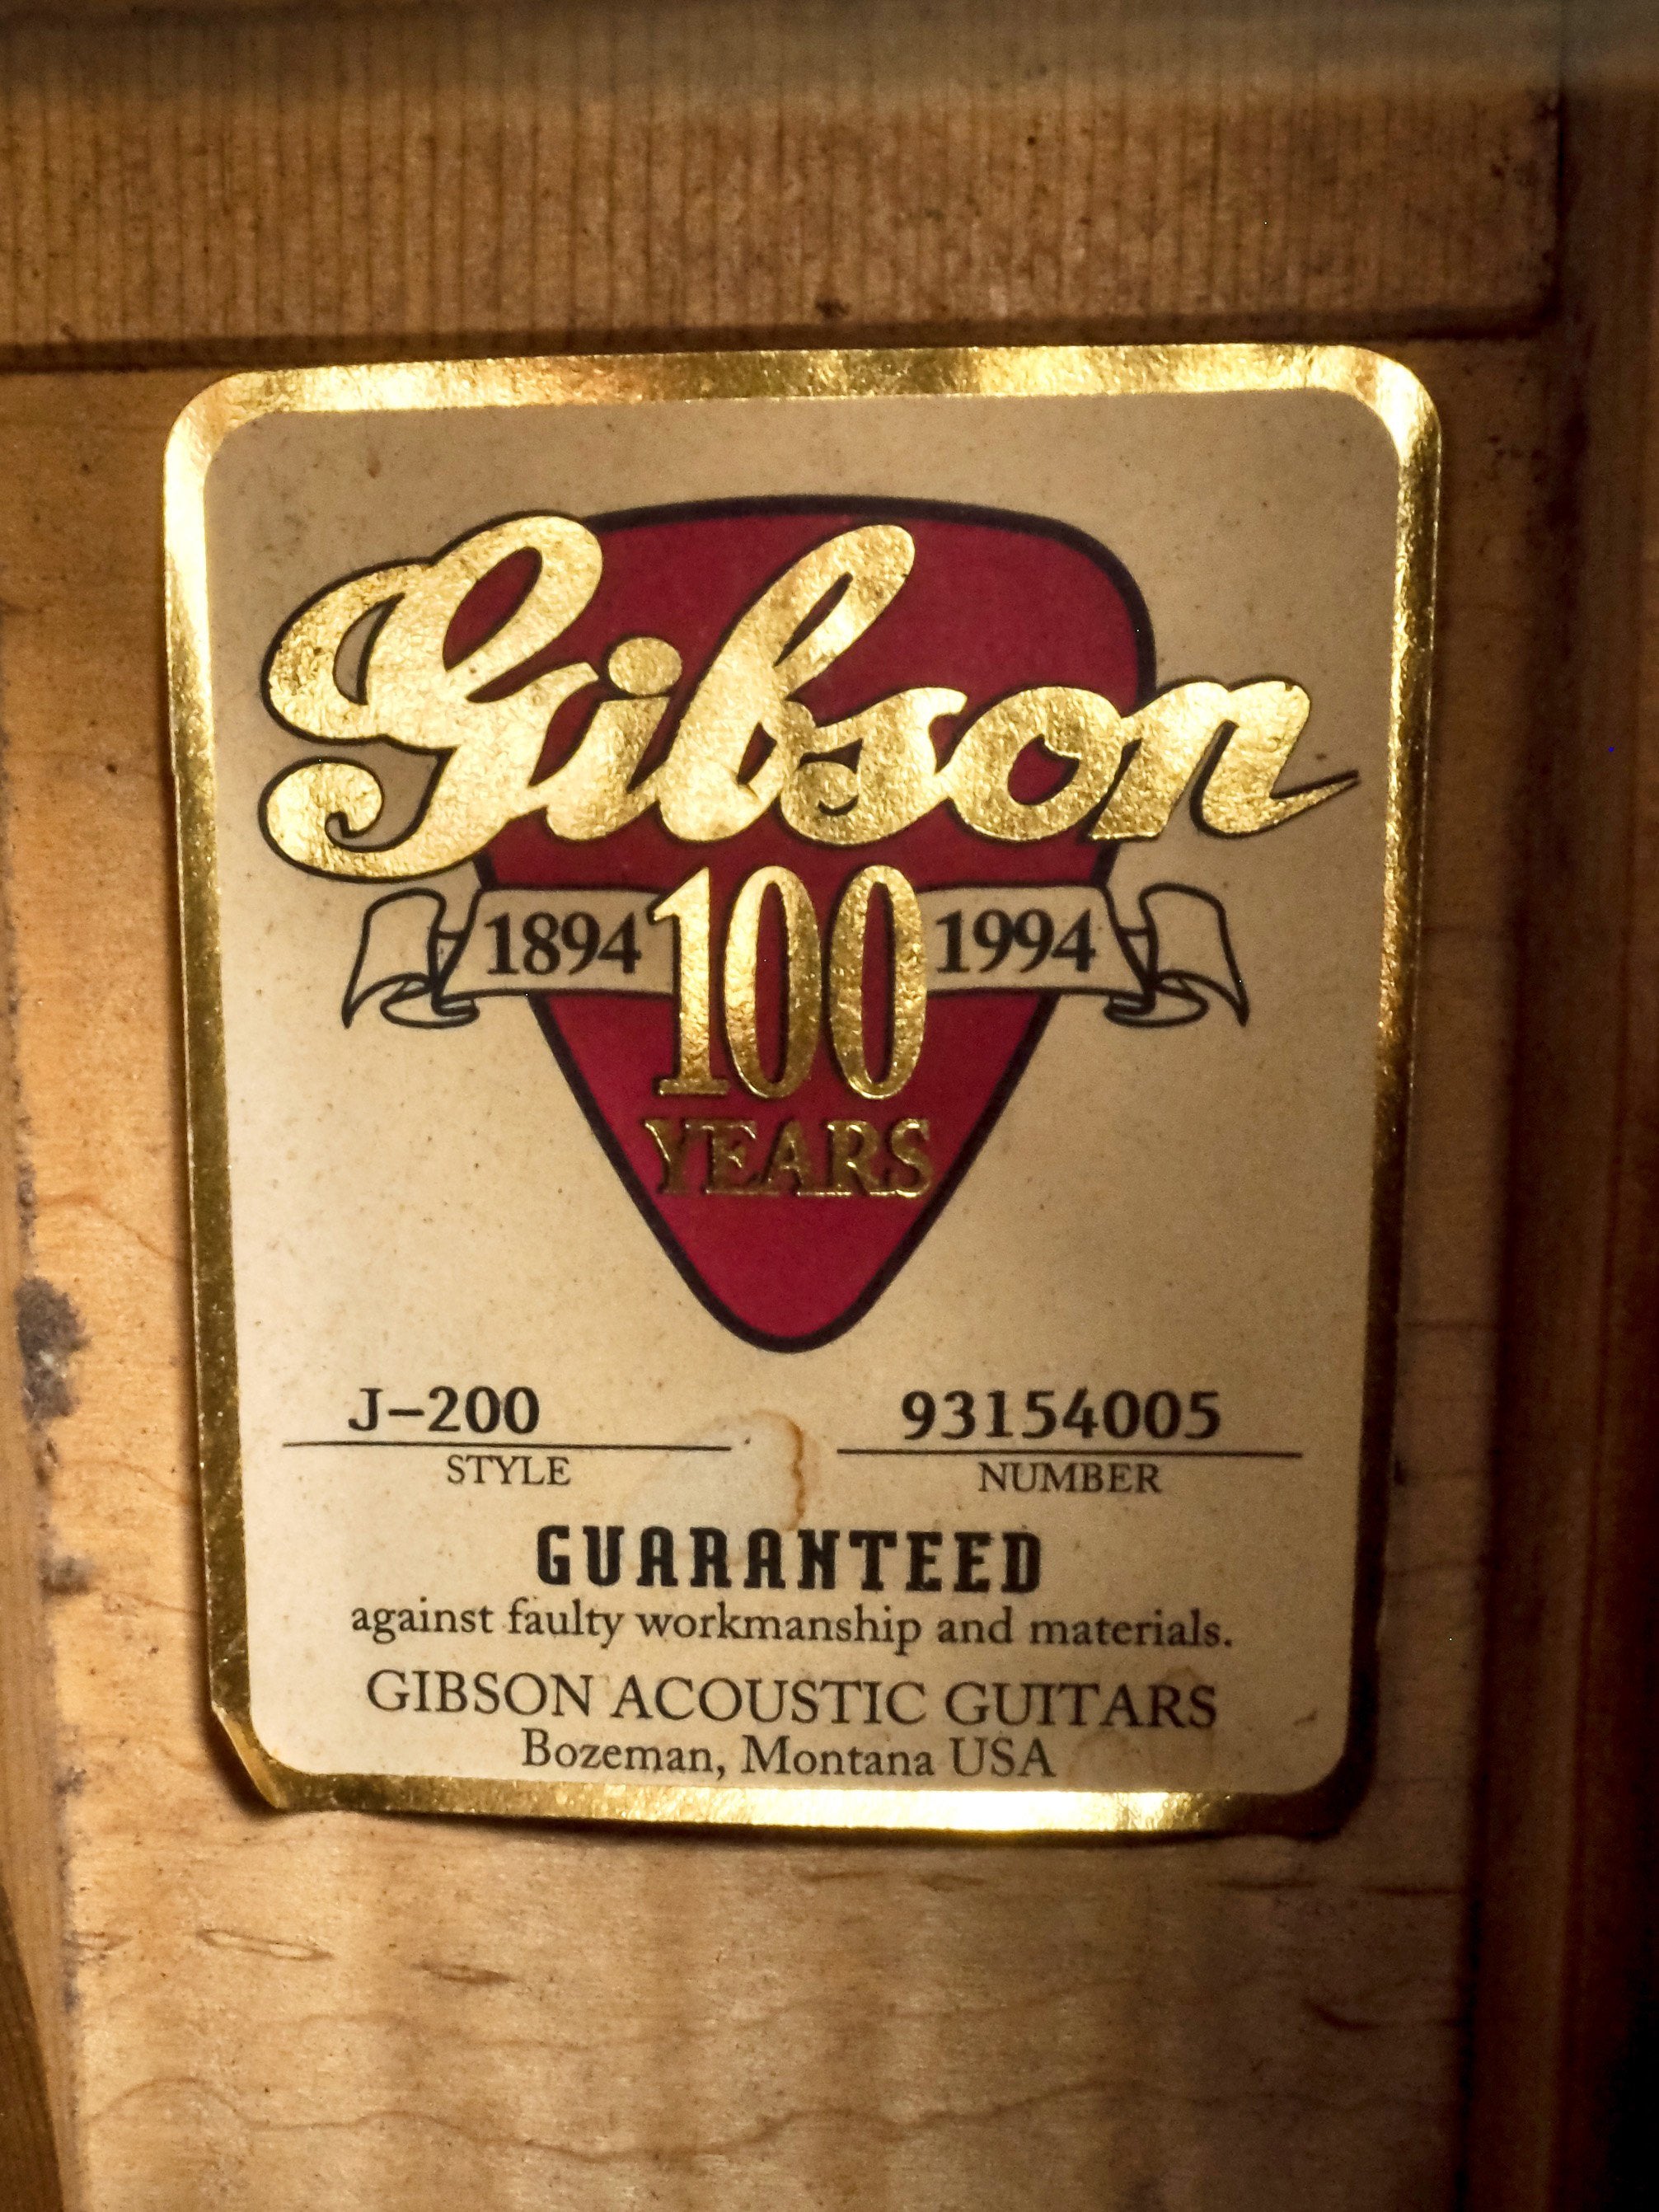 Gibson
1894 100 1994
YEARS
J-200 93154005
STYLE NUMBER
GUARANTEED
against faulty workmanship and materials.
GIBSON ACOUSTIC GUITARS
Bozeman, Montana USA